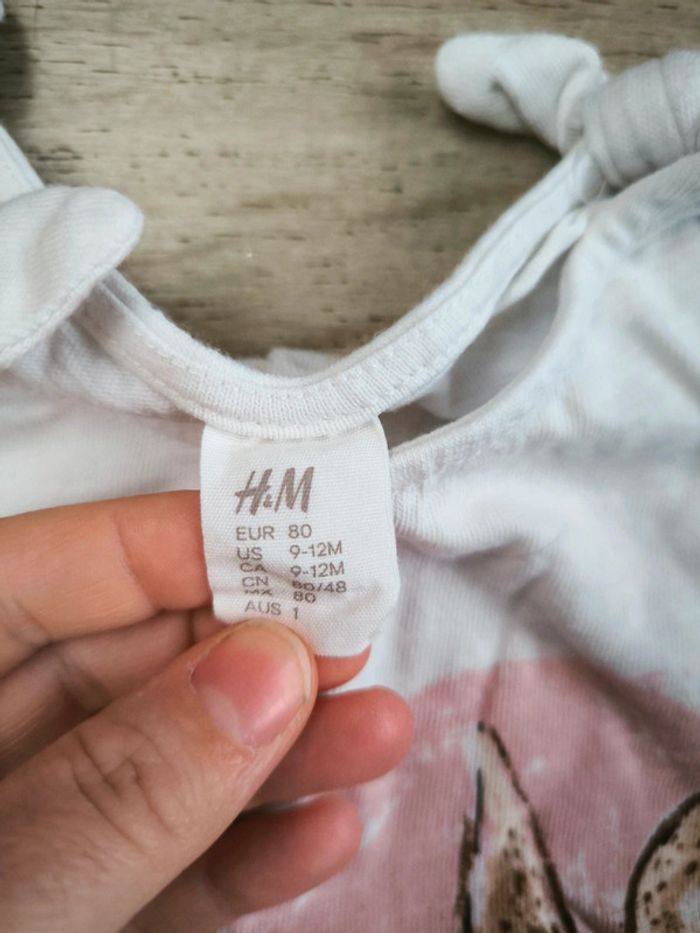 H&M
EUR 80
US 9-12M
CA 9-12M
CN 80/48
MX 80
AUS 1